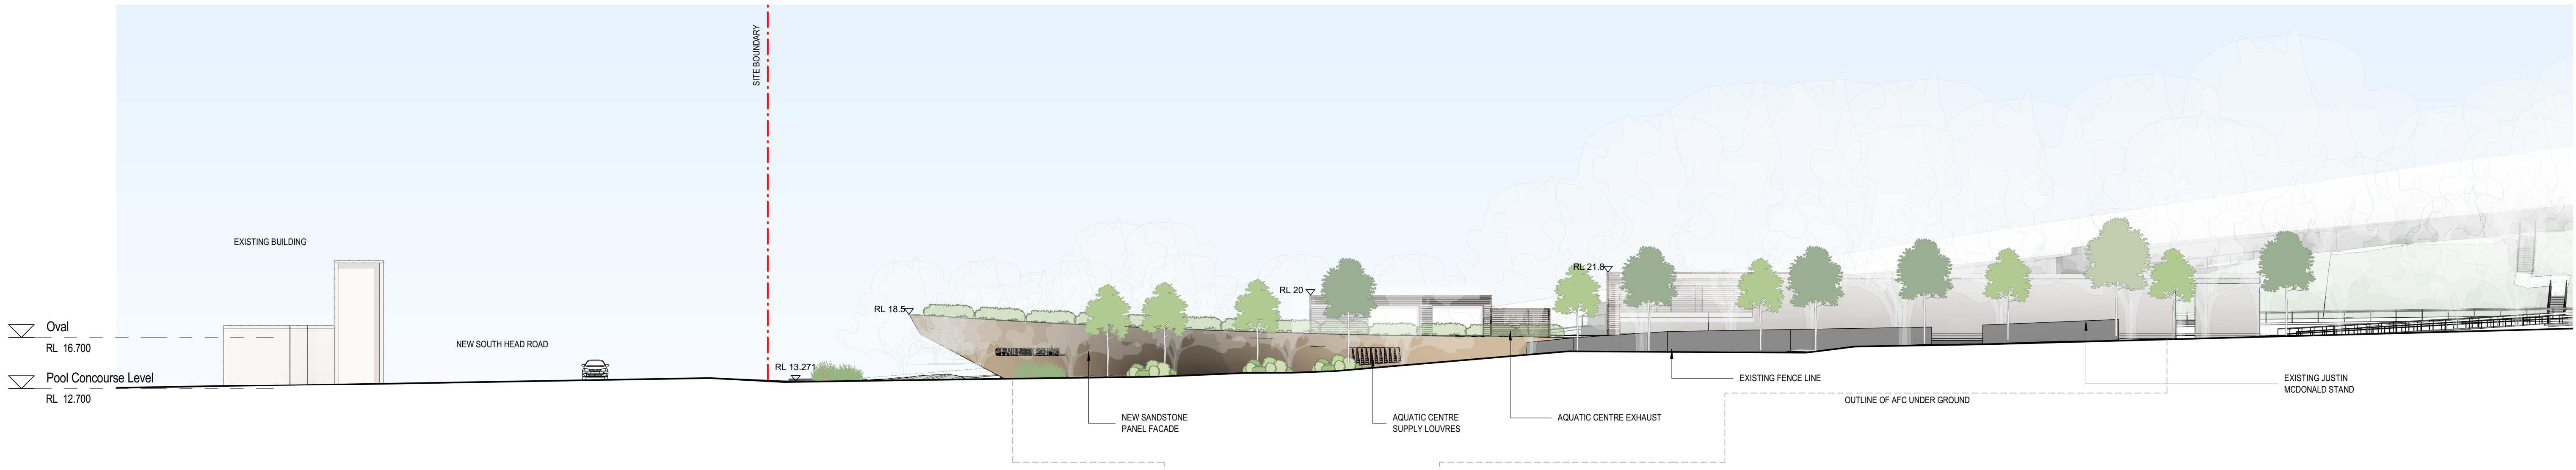 SITE BOUNDARY
EXISTING BUILDING
NEW SOUTH HEAD ROAD
Oval
RL 16.700
Pool Concourse Level
RL 12.700
RL 13.271
RL 18.5
RL 20
RL 21.8
NEW SANDSTONE
PANEL FACADE
AQUATIC CENTRE
SUPPLY LOUVRES
AQUATIC CENTRE EXHAUST
EXISTING FENCE LINE
OUTLINE OF AFC UNDER GROUND
EXISTING JUSTIN
MCDONALD STAND